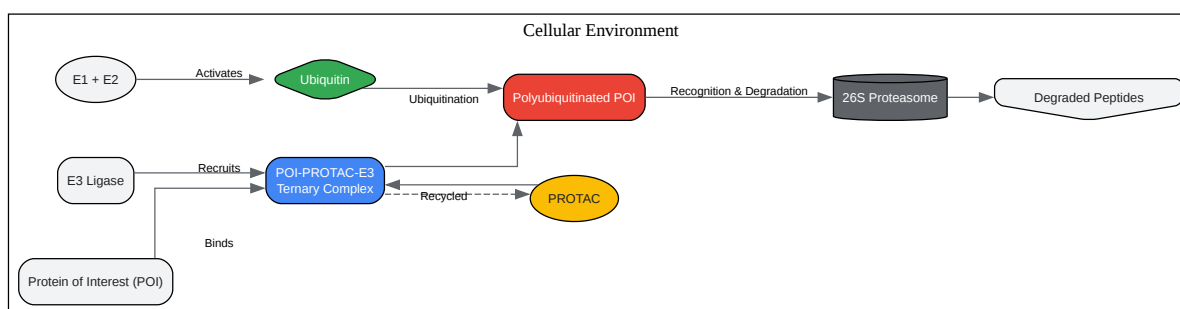 Cellular Environment
E1 + E2
Activates
Ubiquitin
Ubiquitination
Polyubiquitinated POI
Recognition & Degradation
26S Proteasome
Degraded Peptides
E3 Ligase
Recruits
POI-PROTAC-E3
Ternary Complex
Recycled
PROTAC
Binds
Protein of Interest (POI)